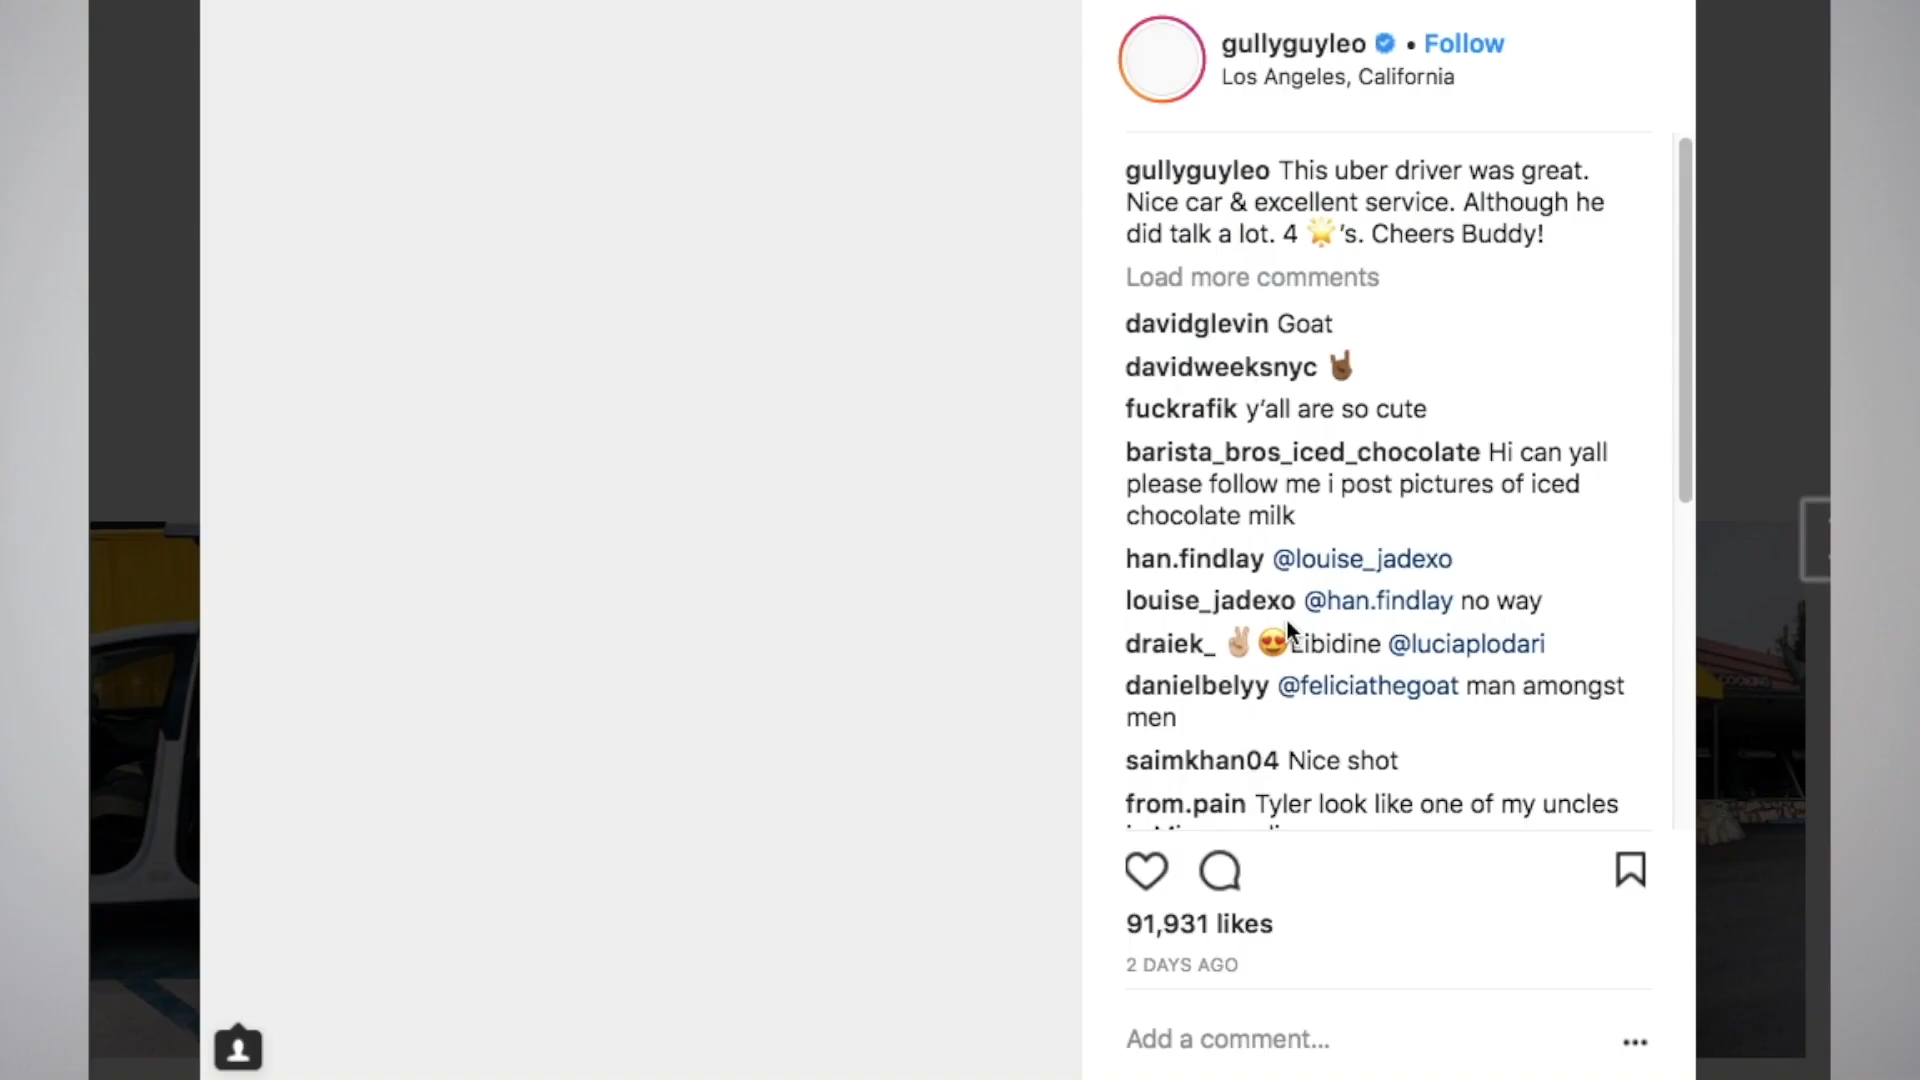 gullyguyleo • Follow
Los Angeles, California
gullyguyleo This uber driver was great.
Nice car & excellent service. Although he
did talk a lot. 4 🌟's. Cheers Buddy!
Load more comments
davidglevin Goat
davidweeksnyc 🤘🏾
fuckrafik y’all are so cute
barista_bros_iced_chocolate Hi can yall
please follow me i post pictures of iced
chocolate milk
han.findlay @louise_jadexo
louise_jadexo @han.findlay no way
draiek_ ✌🏼😍Libidine @luciaplodari
danielbelyy @feliciathegoat man amongst
men
saimkhan04 Nice shot
from.pain Tyler look like one of my uncles
91,931 likes
2 DAYS AGO
Add a comment...